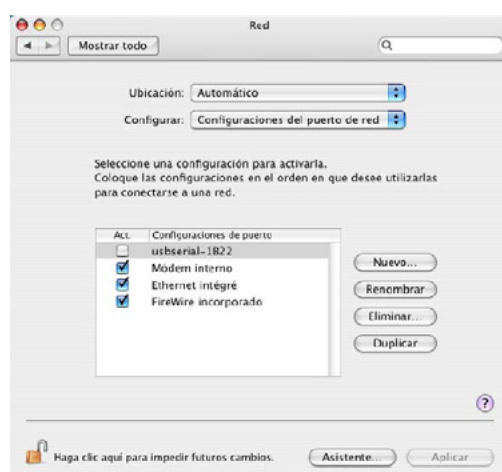 Red
Mostrar todo
Ubicación: Automático
Configurar: Configuraciones del puerto de red
Seleccione una configuración para activarla.
Coloque las configuraciones en el orden en que desee utilizarlas
para conectarse a una red.
Act. Configuraciones de puerto
usbserial-1B22
Módem interno
Ethernet intégré
FireWire incorporado
Nuevo...
Renombrar
Eliminar...
Duplicar
?
Haga clic aquí para impedir futuros cambios.
Asistente...
Aplicar